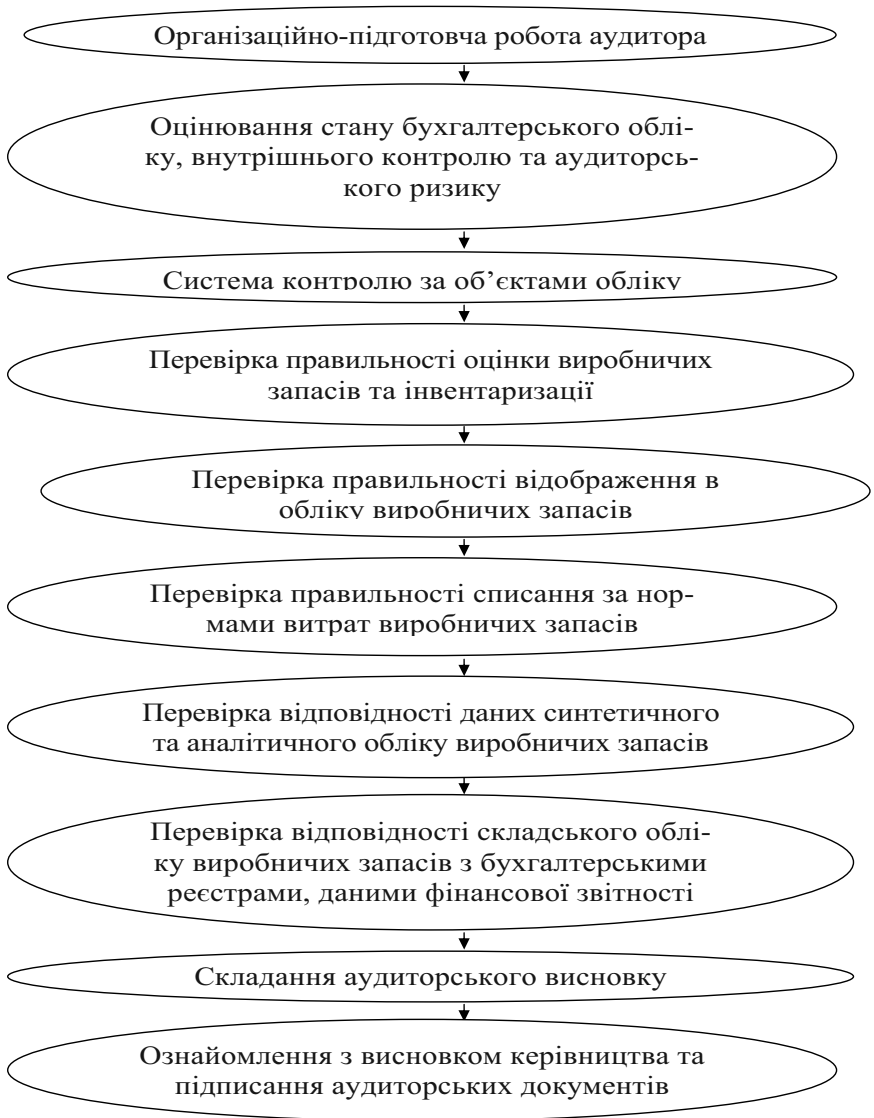 Організаційно-підготовча робота аудитора
Оцінювання стану бухгалтерського облі-
ку, внутрішнього контролю та аудиторсь-
кого ризику
Система контролю за об’єктами обліку
Перевірка правильності оцінки виробничих
запасів та інвентаризації
Перевірка правильності відображення в
обліку виробничих запасів
Перевірка правильності списання за нор-
мами витрат виробничих запасів
Перевірка відповідності даних синтетичного
та аналітичного обліку виробничих запасів
Перевірка відповідності складського облі-
ку виробничих запасів з бухгалтерськими
реєстрами, даними фінансової звітності
Складання аудиторського висновку
Ознайомлення з висновком керівництва та
підписання аудиторських документів